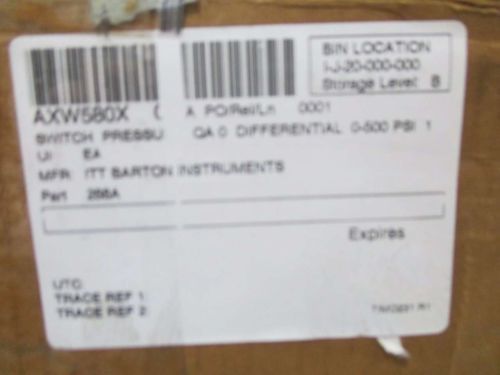 BIN LOCATION
I-J-20-000-000
Storage Level: B
AXW580X A PO/Rel/Ln 0001
SWITCH PRESSU QA 0 DIFFERENTIAL 0-500 PSI 1
UI EA
MFR ITT BARTON INSTRUMENTS
Part 288A
Expires
UTC
TRACE REF 1
TRACE REF 2